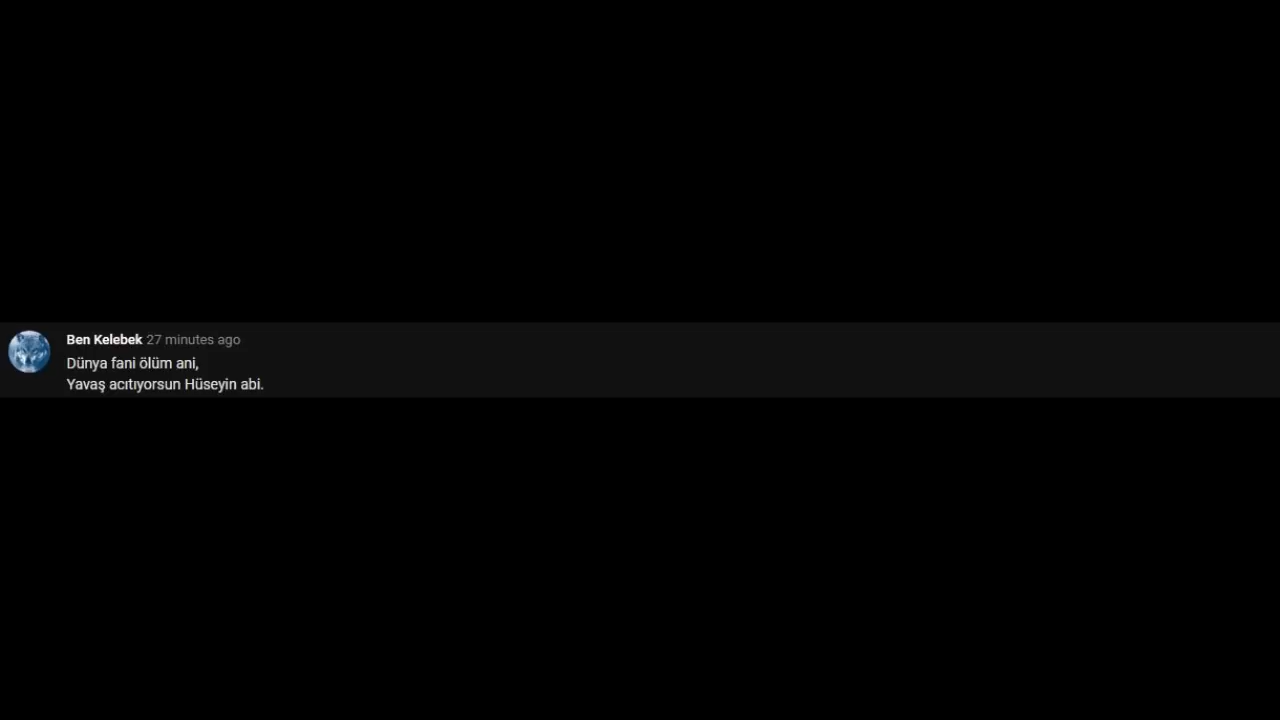 Ben Kelebek 27 minutes ago
Dünya fani ölüm ani,
Yavaş acıtıyorsun Hüseyin abi.